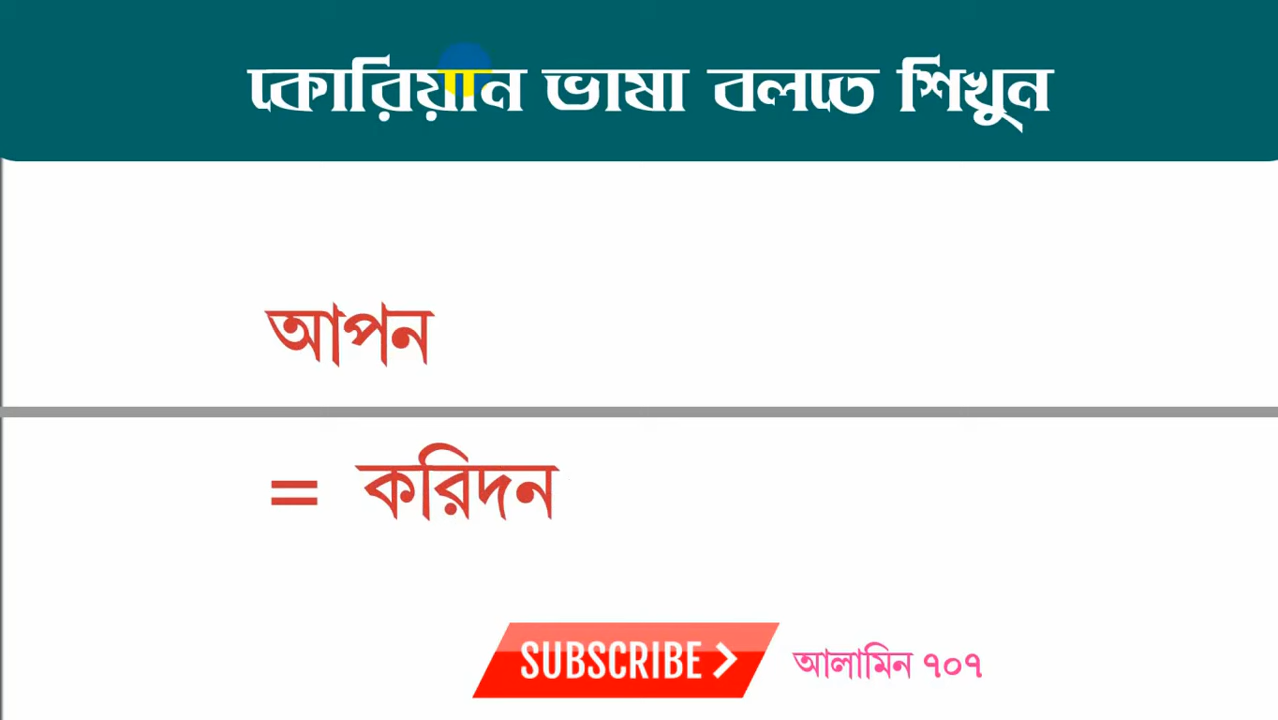 কোরিয়ান ভাষা বলতে শিখুন
আপন
= করিদন
SUBSCRIBE >
আলামিন ৭০৭